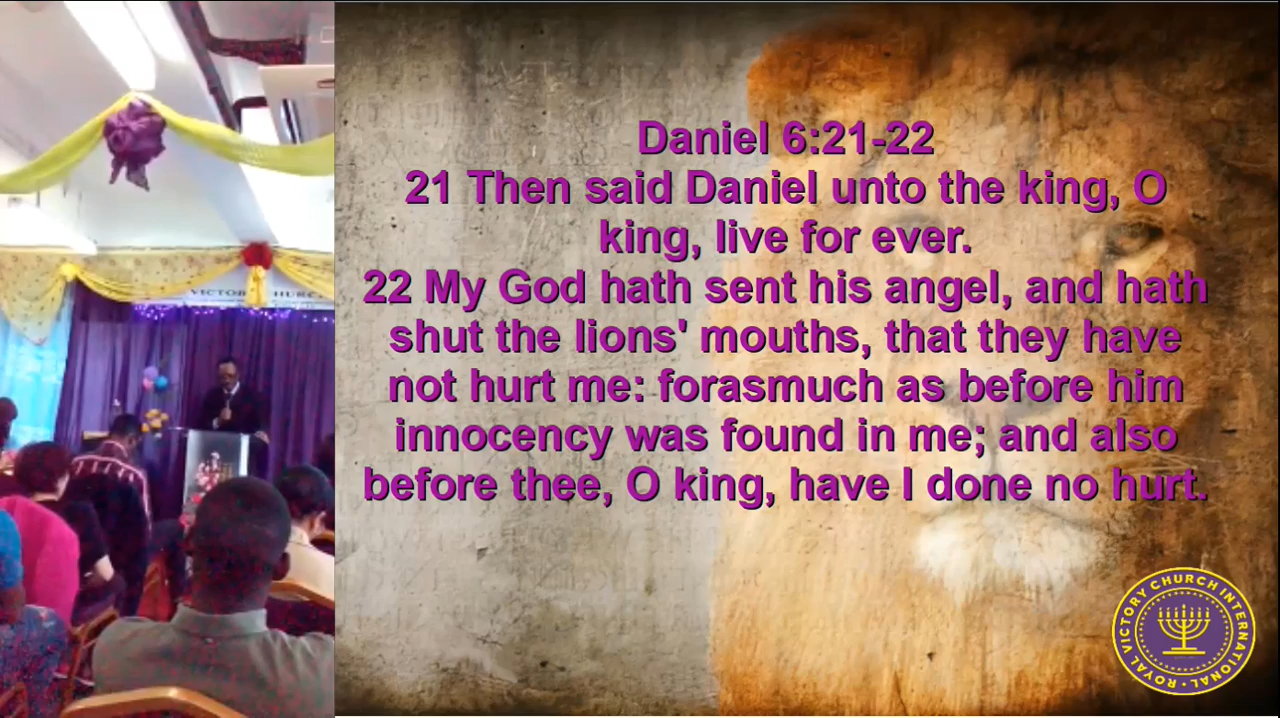 VICTORY CHURCH
Daniel 6:21-22
21 Then said Daniel unto the king, O
king, live for ever.
22 My God hath sent his angel, and hath
shut the lions' mouths, that they have
not hurt me: forasmuch as before him
innocency was found in me; and also
before thee, O king, have I done no hurt.
ROYAL VICTORY CHURCH INTERNATIONAL